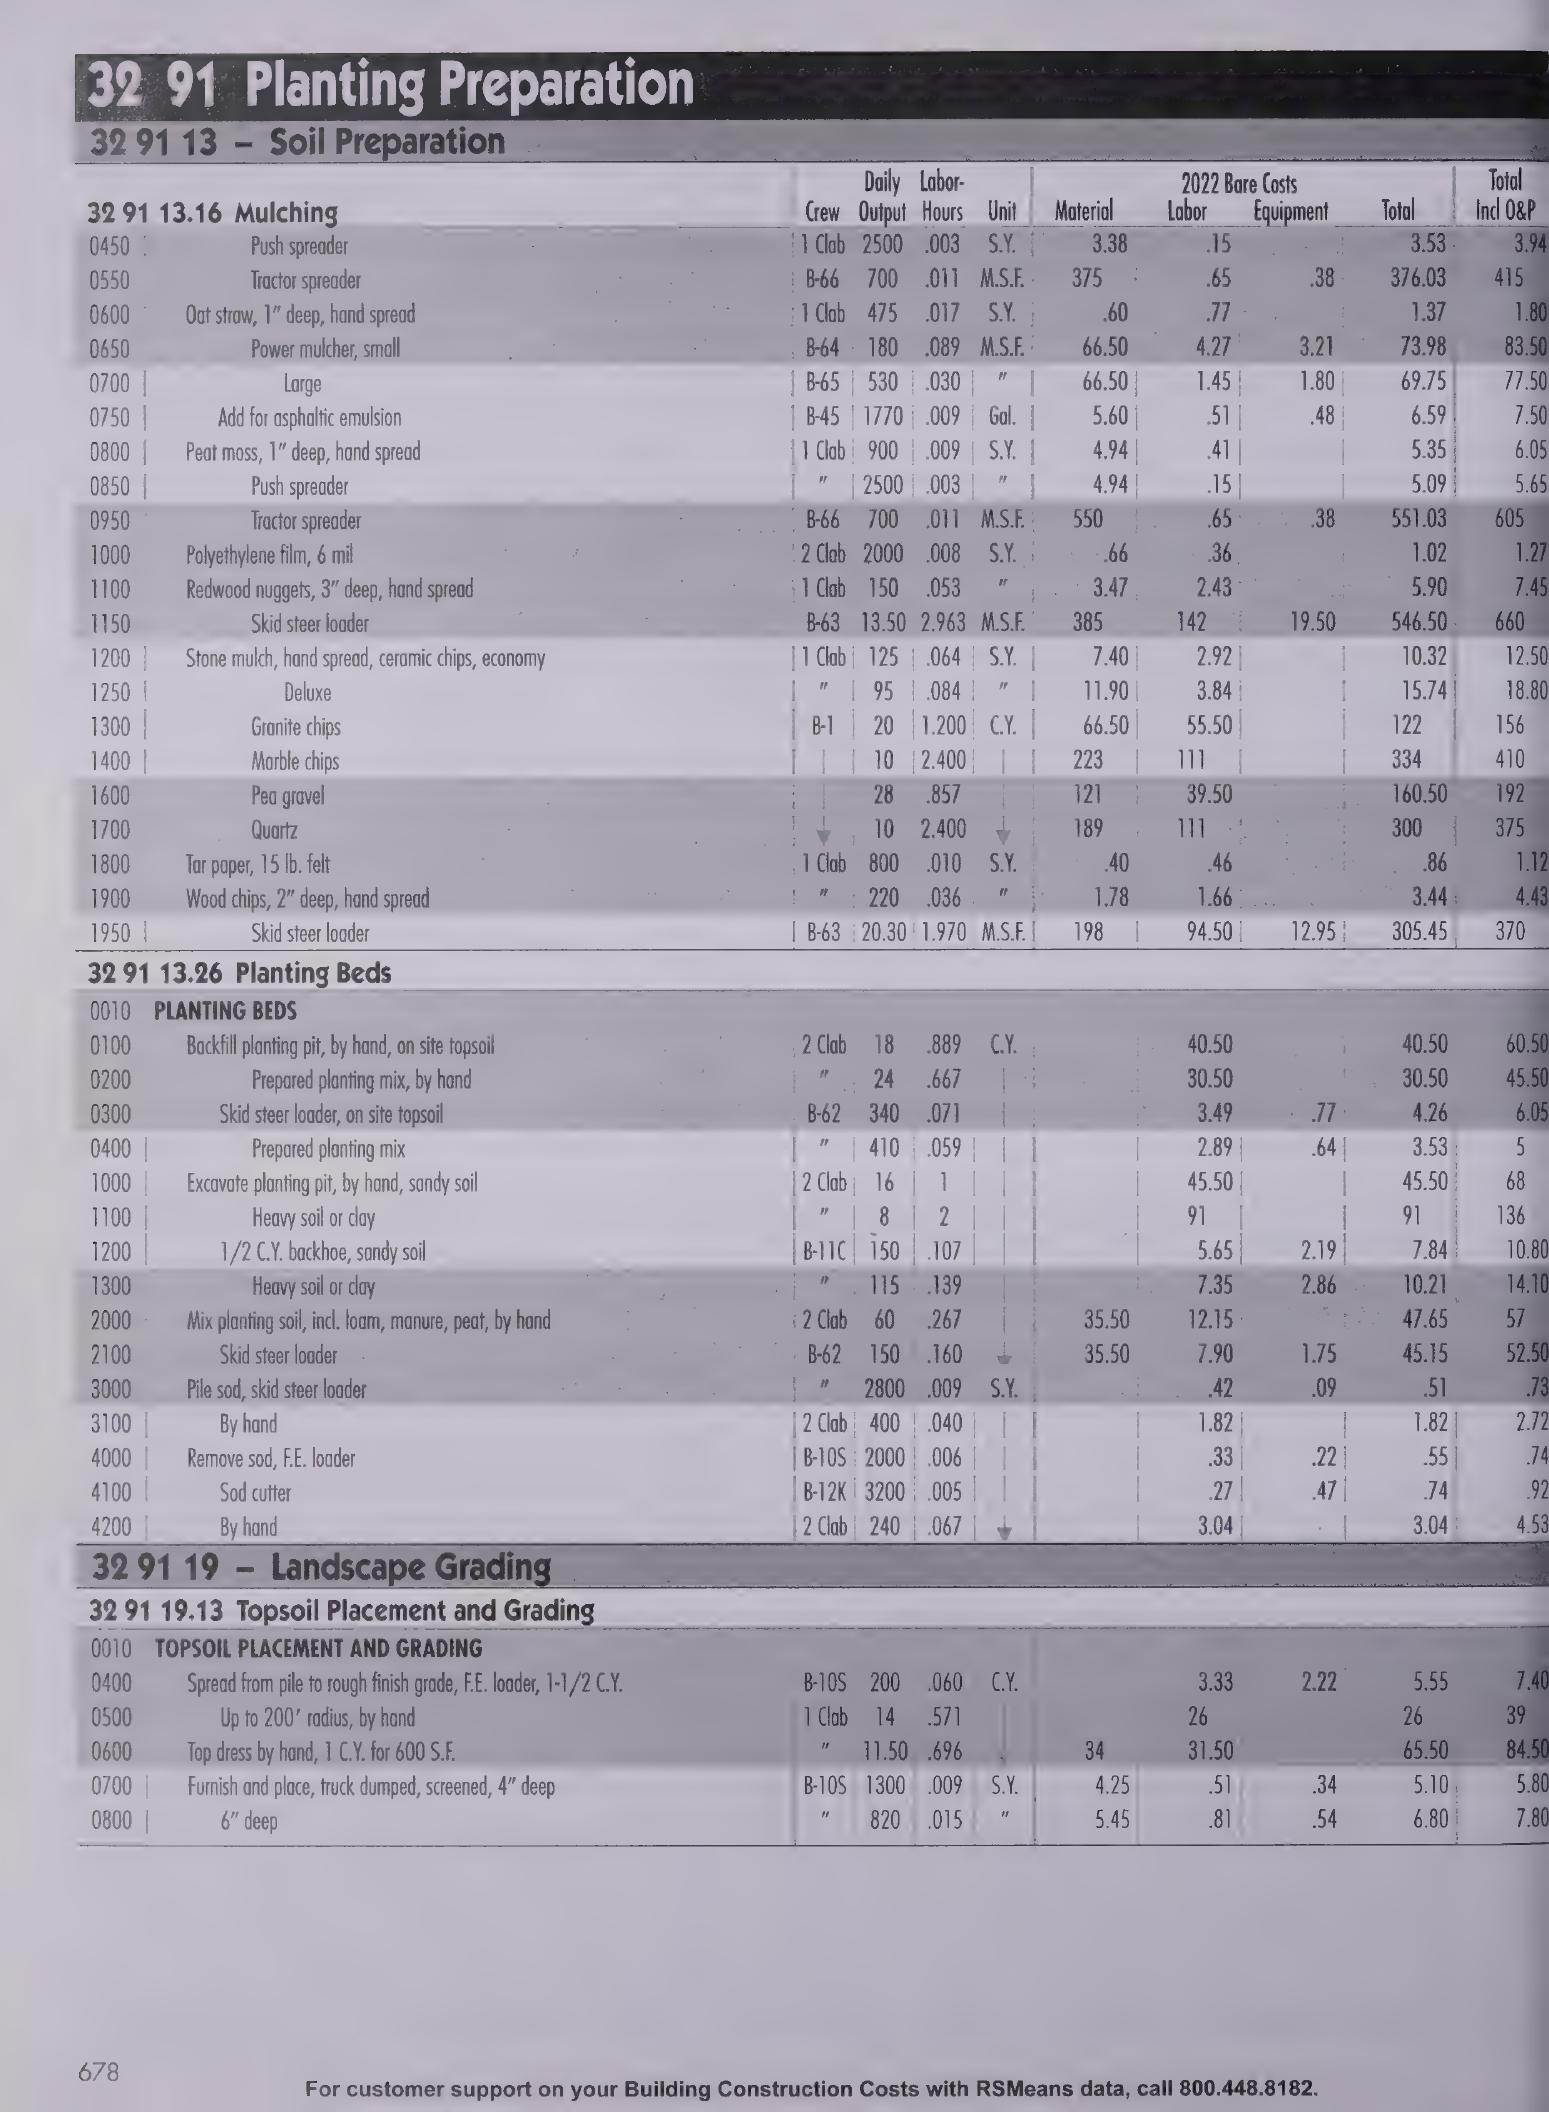 32 91 Planting Preparation
32 91 13 – Soil Preparation
Daily Labor- 2022 Bare Costs Total
32 91 13.16 Mulching Crew Output Hours Unit Material Labor Equipment Total Incl O&P
0450 Push spreader 1 Clab 2500 .003 S.Y. 3.38 .15 3.53 3.94
0550 Tractor spreader B-66 700 .011 M.S.F. 375 .65 .38 376.03 415
0600 Oat straw, 1" deep, hand spread 1 Clab 475 .017 S.Y. .60 .77 1.37 1.80
0650 Power mulcher, small B-64 180 .089 M.S.F. 66.50 4.27 3.21 73.98 83.50
0700 Large B-65 530 .030 " 66.50 1.45 1.80 69.75 77.50
0750 Add for asphaltic emulsion B-45 1770 .009 Gal. 5.60 .51 .48 6.59 7.50
0800 Peat moss, 1" deep, hand spread 1 Clab 900 .009 S.Y. 4.94 .41 5.35 6.05
0850 Push spreader " 2500 .003 " 4.94 .15 5.09 5.65
0950 Tractor spreader B-66 700 .011 M.S.F. 550 .65 .38 551.03 605
1000 Polyethylene film, 6 mil 2 Clab 2000 .008 S.Y. .66 .36 1.02 1.27
1100 Redwood nuggets, 3" deep, hand spread 1 Clab 150 .053 " 3.47 2.43 5.90 7.45
1150 Skid steer loader B-63 13.50 2.963 M.S.F. 385 142 19.50 546.50 660
1200 Stone mulch, hand spread, ceramic chips, economy 1 Clab 125 .064 S.Y. 7.40 2.92 10.32 12.50
1250 Deluxe " 95 .084 " 11.90 3.84 15.74 18.80
1300 Granite chips B-1 20 1.200 C.Y. 66.50 55.50 122 156
1400 Marble chips 10 2.400 223 111 334 410
1600 Pea gravel 28 .857 121 39.50 160.50 192
1700 Quartz 10 2.400 189 111 300 375
1800 Tar paper, 15 lb. felt 1 Clab 800 .010 S.Y. .40 .46 .86 1.12
1900 Wood chips, 2" deep, hand spread " 220 .036 " 1.78 1.66 3.44 4.43
1950 Skid steer loader B-63 20.30 1.970 M.S.F. 198 94.50 12.95 305.45 370
32 91 13.26 Planting Beds
0010 PLANTING BEDS
0100 Backfill planting pit, by hand, on site topsoil 2 Clab 18 .889 C.Y. 40.50 40.50 60.50
0200 Prepared planting mix, by hand " 24 .667 30.50 30.50 45.50
0300 Skid steer loader, on site topsoil B-62 340 .071 3.49 .77 4.26 6.05
0400 Prepared planting mix " 410 .059 2.89 .64 3.53 5
1000 Excavate planting pit, by hand, sandy soil 2 Clab 16 1 45.50 45.50 68
1100 Heavy soil or clay " 8 2 91 91 136
1200 1/2 C.Y. backhoe, sandy soil B-11C 150 .107 5.65 2.19 7.84 10.80
1300 Heavy soil or clay " 115 .139 7.35 2.86 10.21 14.10
2000 Mix planting soil, incl. loam, manure, peat, by hand 2 Clab 60 .267 35.50 12.15 47.65 57
2100 Skid steer loader B-62 150 .160 35.50 7.90 1.75 45.15 52.50
3000 Pile sod, skid steer loader " 2800 .009 S.Y. .42 .09 .51 .73
3100 By hand 2 Clab 400 .040 1.82 1.82 2.72
4000 Remove sod, F.E. loader B-10S 2000 .006 .33 .22 .55 .74
4100 Sod cutter B-12K 3200 .005 .27 .47 .74 .92
4200 By hand 2 Clab 240 .067 3.04 3.04 4.53
32 91 19 – Landscape Grading
32 91 19.13 Topsoil Placement and Grading
0010 TOPSOIL PLACEMENT AND GRADING
0400 Spread from pile to rough finish grade, F.E. loader, 1-1/2 C.Y. B-10S 200 .060 C.Y. 3.33 2.22 5.55 7.40
0500 Up to 200' radius, by hand 1 Clab 14 .571 26 26 39
0600 Top dress by hand, 1 C.Y. for 600 S.F. " 11.50 .696 34 31.50 65.50 84.50
0700 Furnish and place, truck dumped, screened, 4" deep B-10S 1300 .009 S.Y. 4.25 .51 .34 5.10 5.80
0800 6" deep " 820 .015 " 5.45 .81 .54 6.80 7.80
678
For customer support on your Building Construction Costs with RSMeans data, call 800.448.8182.